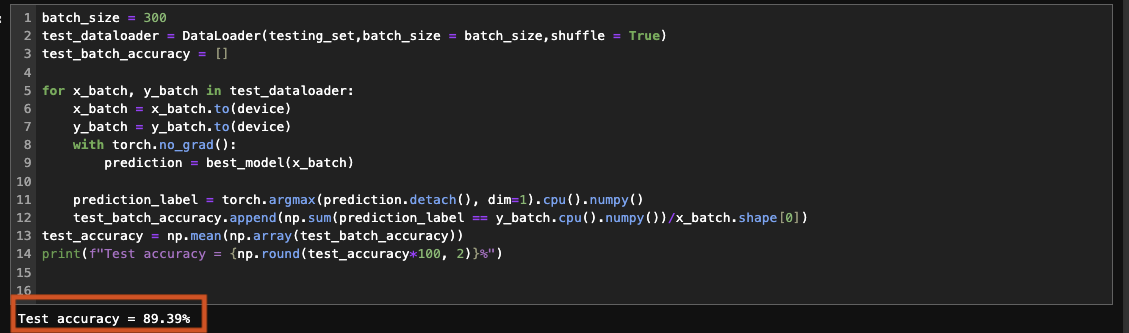 1 batch_size = 300
2 test_dataloader = DataLoader(testing_set,batch_size = batch_size,shuffle = True)
3 test_batch_accuracy = []
4
5 for x_batch, y_batch in test_dataloader:
6     x_batch = x_batch.to(device)
7     y_batch = y_batch.to(device)
8     with torch.no_grad():
9         prediction = best_model(x_batch)
10
11     prediction_label = torch.argmax(prediction.detach(), dim=1).cpu().numpy()
12     test_batch_accuracy.append(np.sum(prediction_label == y_batch.cpu().numpy())/x_batch.shape[0])
13 test_accuracy = np.mean(np.array(test_batch_accuracy))
14 print(f"Test accuracy = {np.round(test_accuracy*100, 2)}%")
15
16
Test accuracy = 89.39%